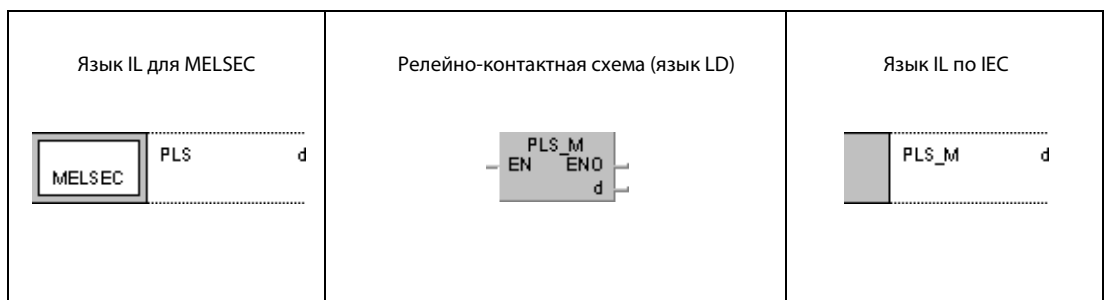 Язык IL для MELSEC
Релейно-контактная схема (язык LD)
Язык IL по IEC
MELSEC
PLS d
PLS_M
EN ENO
d
PLS_M d